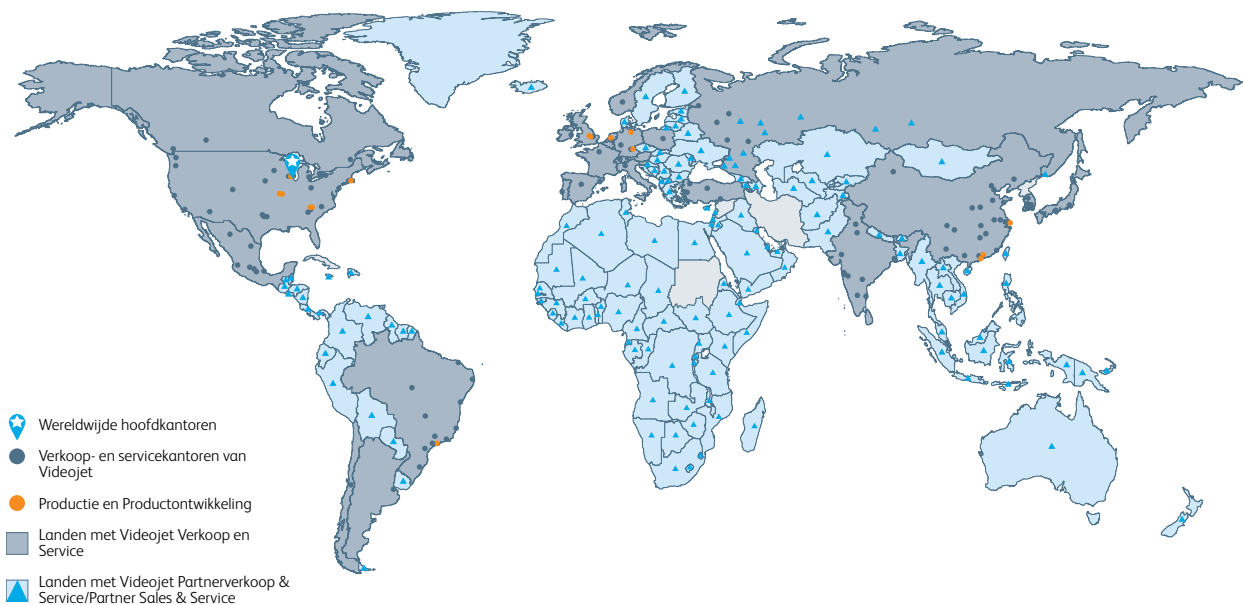 Wereldwijde hoofdkantoren
Verkoop- en servicekantoren van
Videojet
Productie en Productontwikkeling
Landen met Videojet Verkoop en
Service
Landen met Videojet Partnerverkoop &
Service/Partner Sales & Service